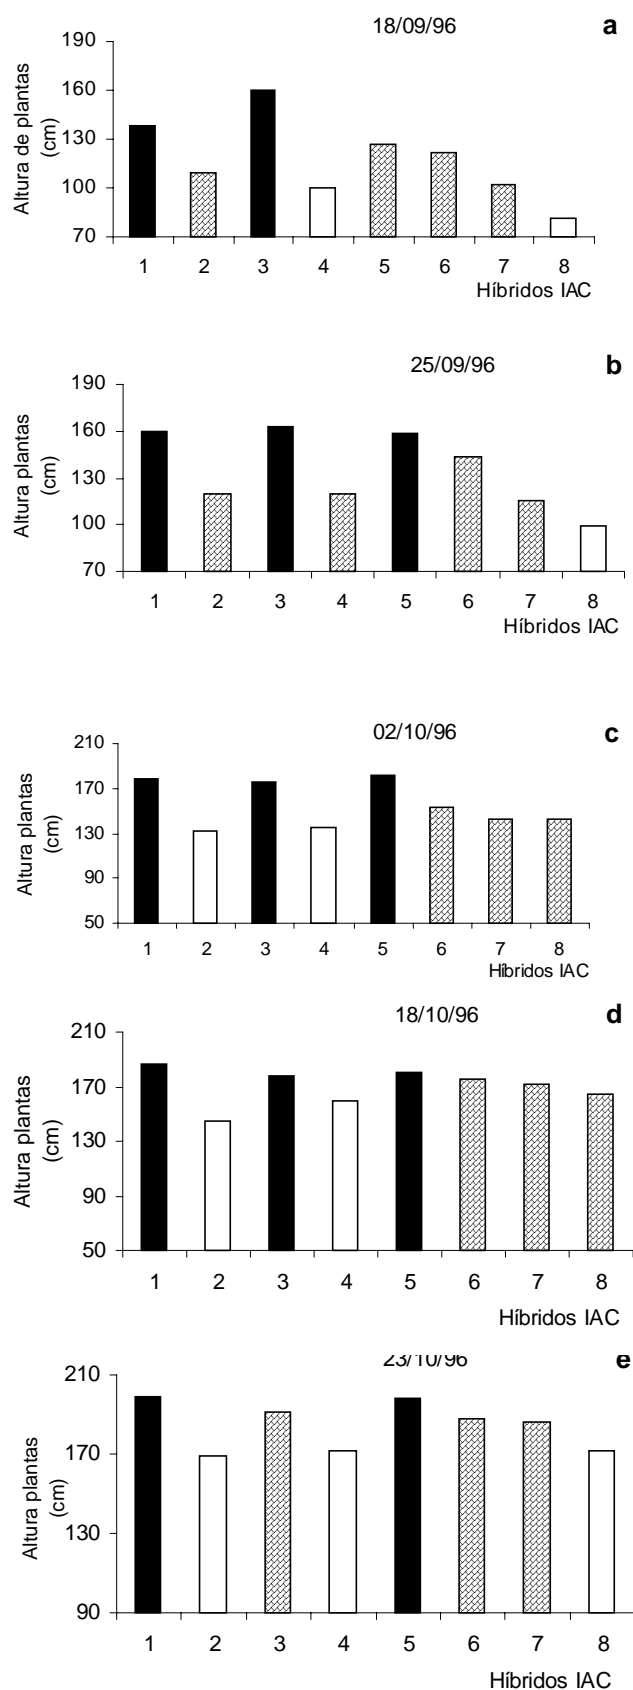 18/09/96 a
Altura de plantas
(cm)
190
160
130
100
70
1 2 3 4 5 6 7 8
Híbridos IAC
25/09/96 b
Altura plantas
(cm)
190
160
130
100
70
1 2 3 4 5 6 7 8
Híbridos IAC
02/10/96 c
Altura plantas
(cm)
210
170
130
90
50
1 2 3 4 5 6 7 8
Híbridos IAC
18/10/96 d
Altura plantas
(cm)
210
170
130
90
50
1 2 3 4 5 6 7 8
Híbridos IAC
23/10/96 e
Altura plantas
(cm)
210
170
130
90
1 2 3 4 5 6 7 8
Híbridos IAC